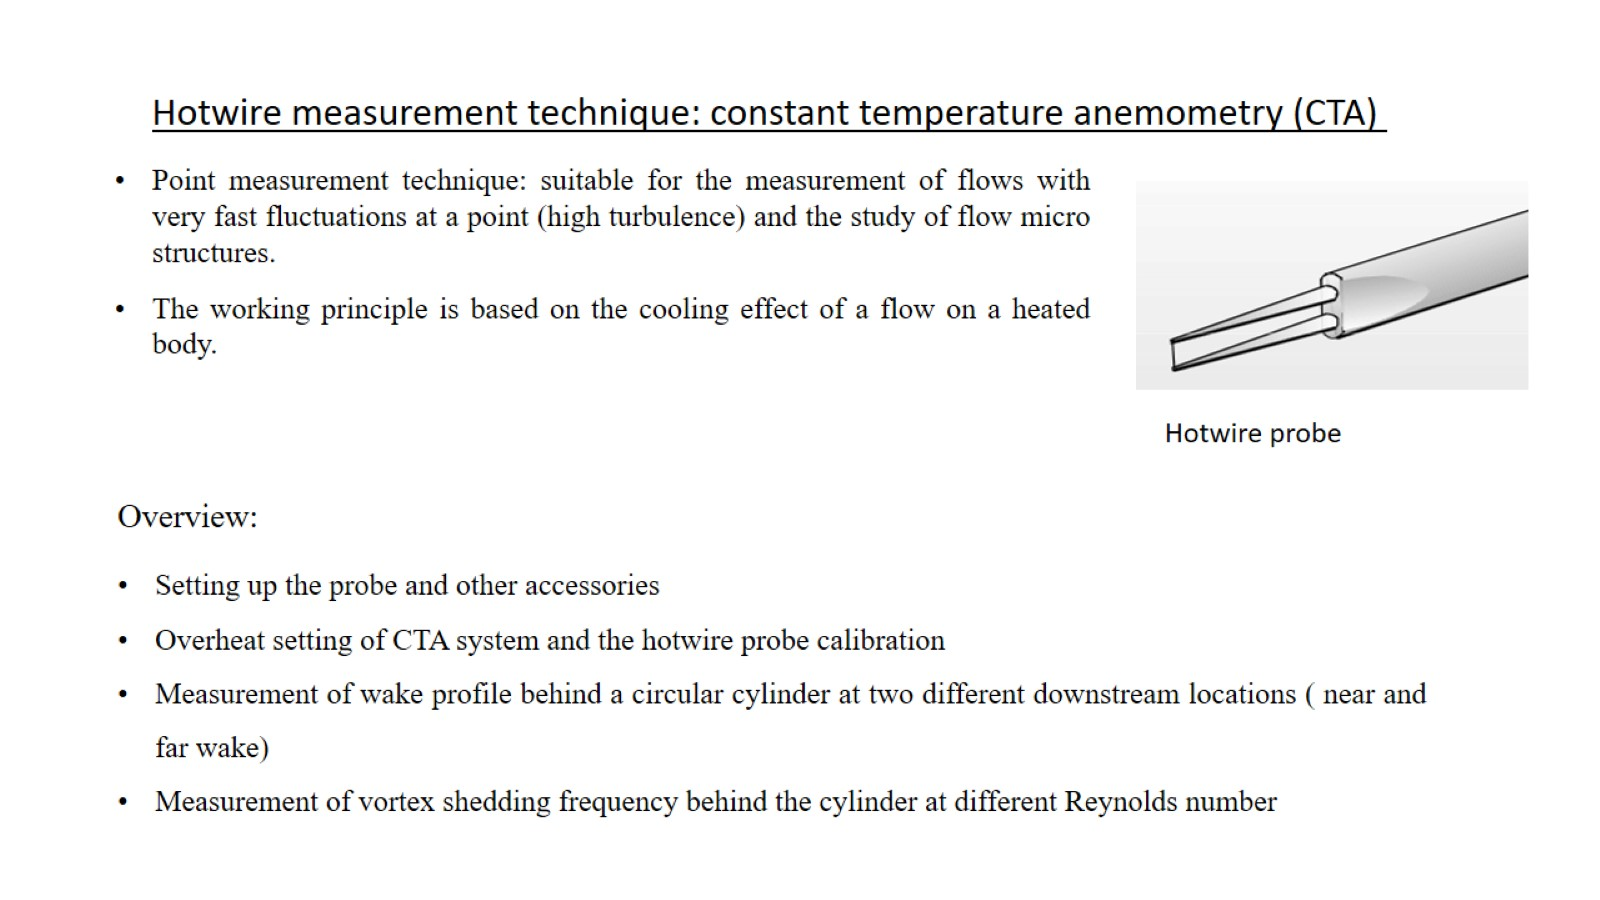 Hotwire measurement technique: constant temperature anemometry (CTA)
• Point measurement technique: suitable for the measurement of flows with
very fast fluctuations at a point (high turbulence) and the study of flow micro
structures.
• The working principle is based on the cooling effect of a flow on a heated
body.
Hotwire probe
Overview:
• Setting up the probe and other accessories
• Overheat setting of CTA system and the hotwire probe calibration
• Measurement of wake profile behind a circular cylinder at two different downstream locations ( near and
far wake)
• Measurement of vortex shedding frequency behind the cylinder at different Reynolds number